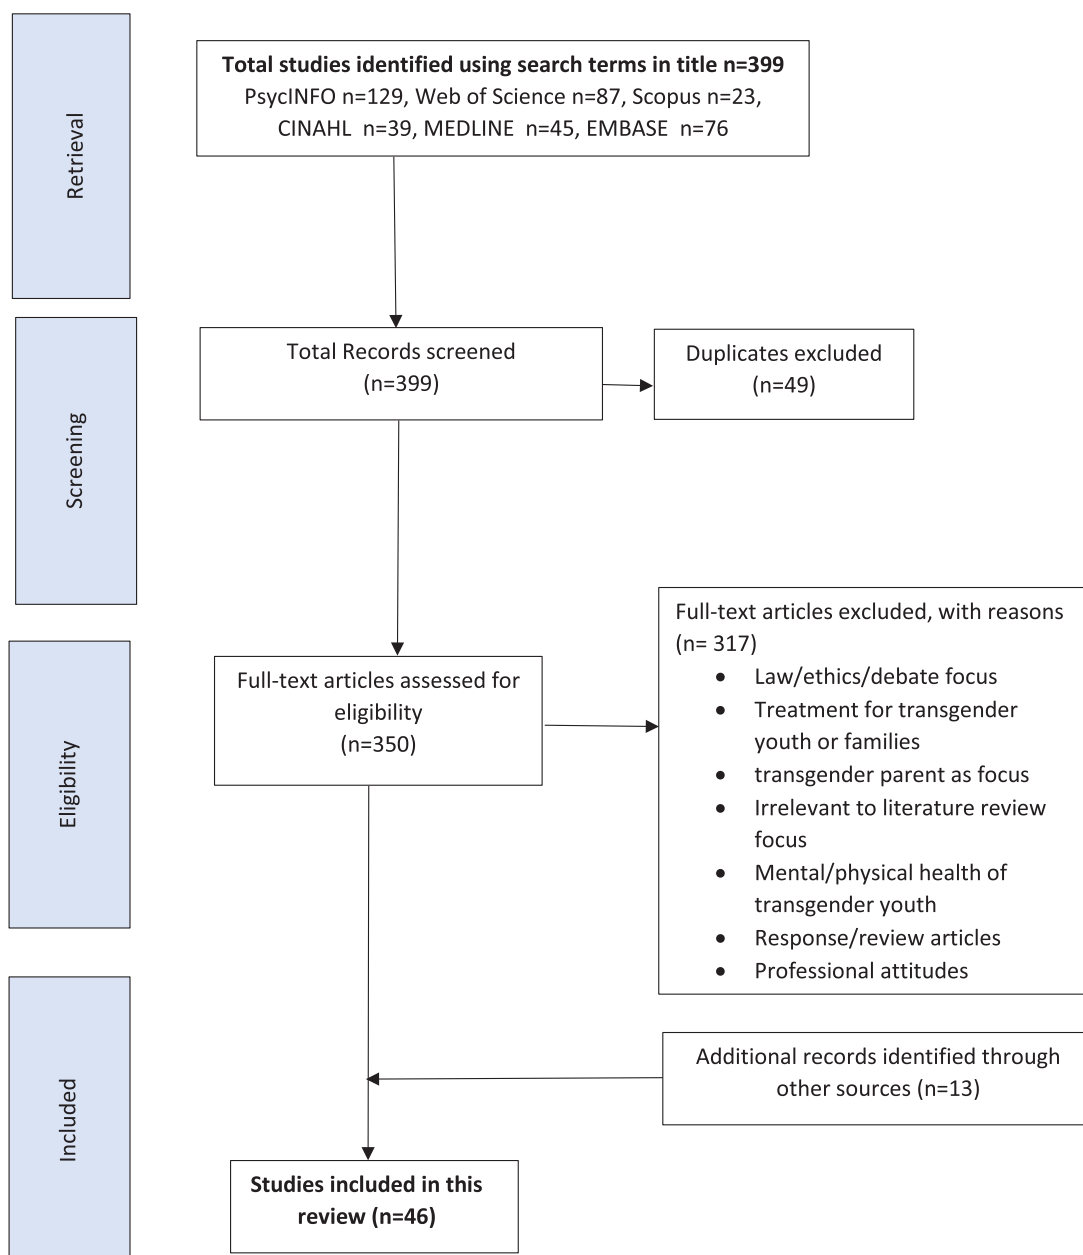 Retrieval
Total studies identified using search terms in title n=399
PsycINFO n=129, Web of Science n=87, Scopus n=23,
CINAHL  n=39, MEDLINE  n=45, EMBASE  n=76
Screening
Total Records screened
(n=399)
Duplicates excluded
(n=49)
Eligibility
Full-text articles assessed for
eligibility
(n=350)
Full-text articles excluded, with reasons
(n= 317)
• Law/ethics/debate focus
• Treatment for transgender
youth or families
• transgender parent as focus
• Irrelevant to literature review
focus
• Mental/physical health of
transgender youth
• Response/review articles
• Professional attitudes
Included
Additional records identified through
other sources (n=13)
Studies included in this
review (n=46)